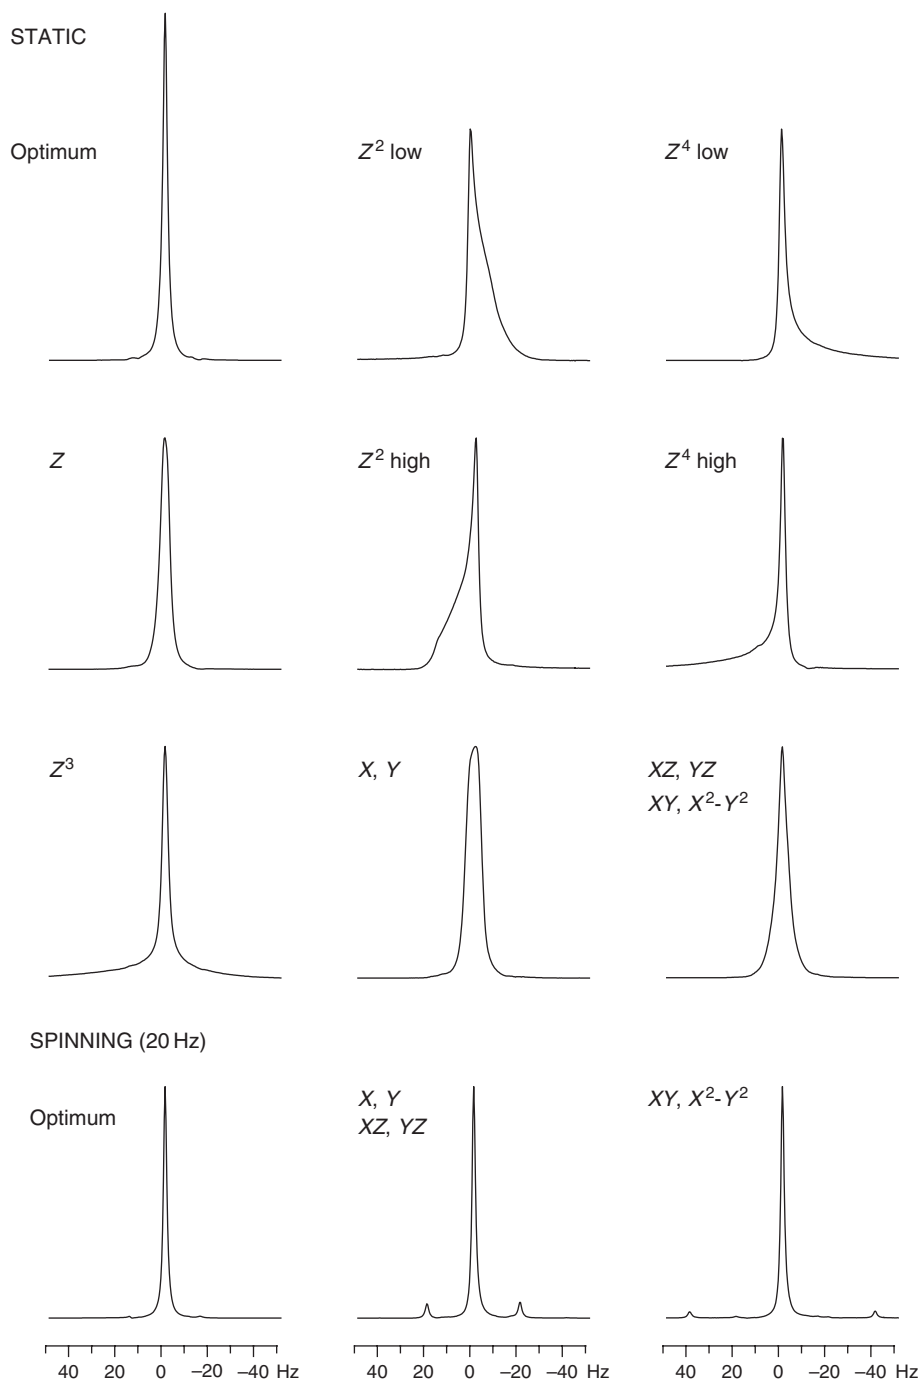 STATIC
Optimum
Z² low
Z⁴ low
Z
Z² high
Z⁴ high
Z³
X, Y
XZ, YZ
XY, X²-Y²
SPINNING (20 Hz)
Optimum
X, Y
XZ, YZ
XY, X²-Y²
40 20 0 –20 –40 Hz
40 20 0 –20 –40 Hz
40 20 0 –20 –40 Hz